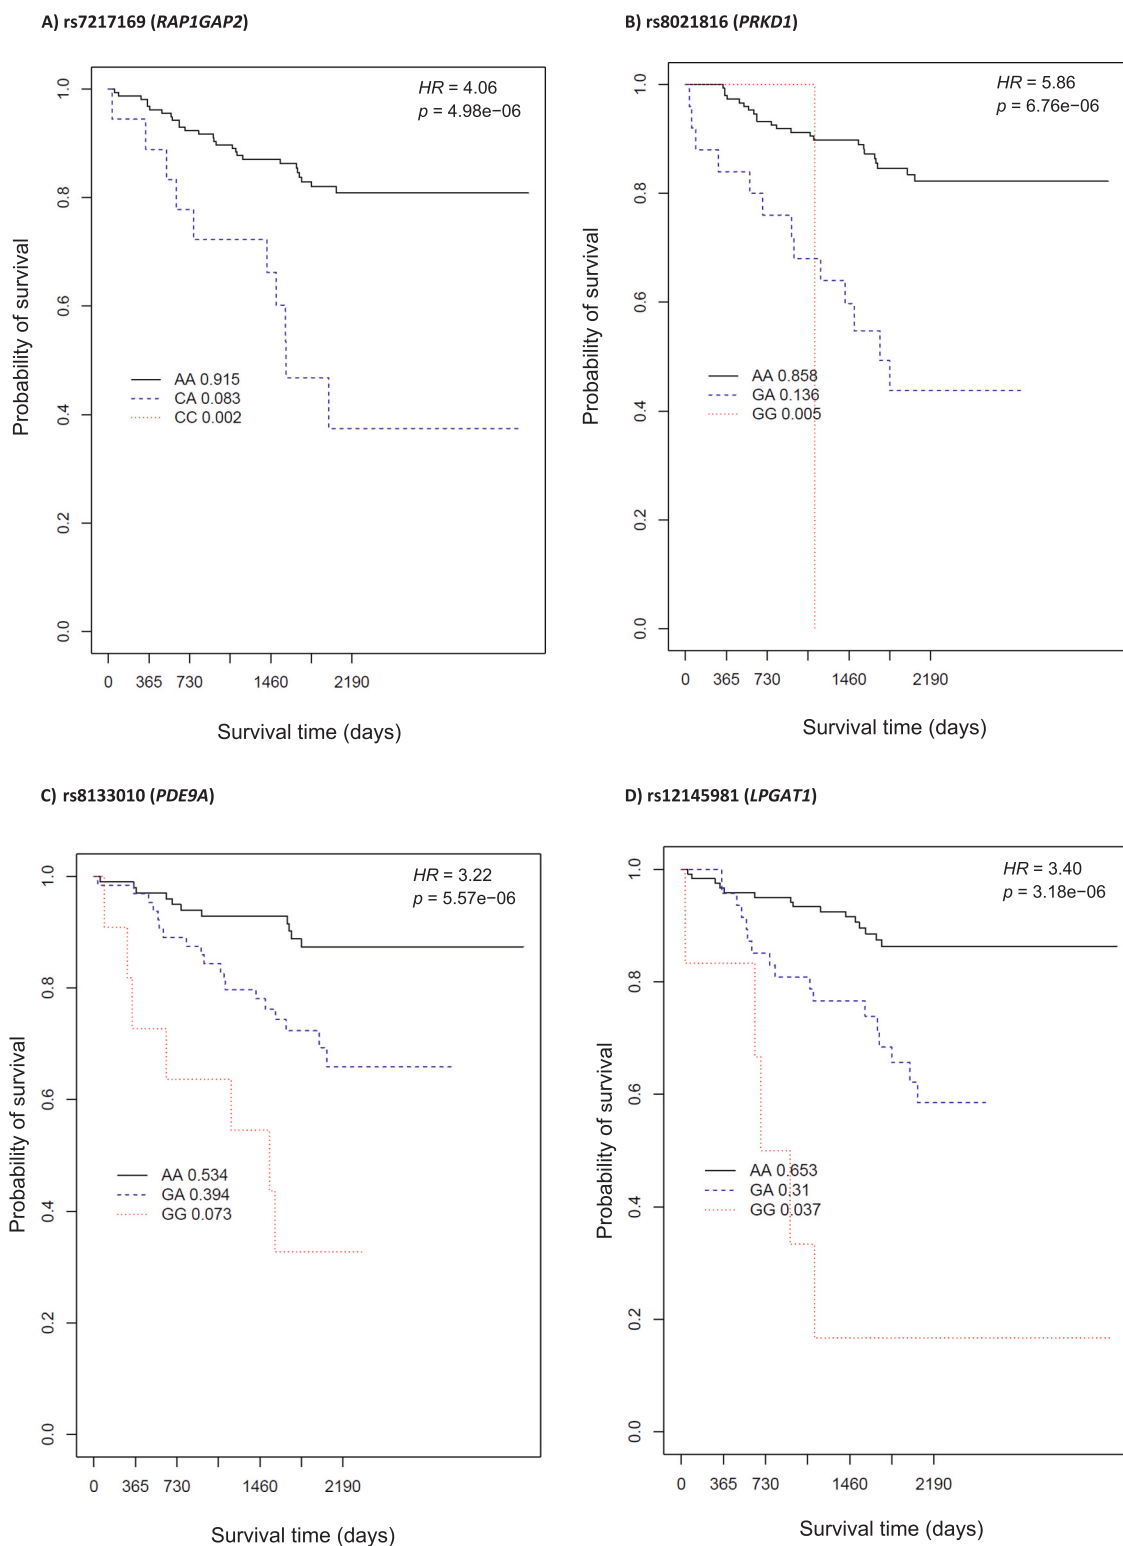 A) rs7217169 (RAP1GAP2)
HR = 4.06
p = 4.98e−06
Probability of survival
1.0
0.8
0.6
0.4
0.2
0.0
AA 0.915
CA 0.083
CC 0.002
0 365 730 1460 2190
Survival time (days)
B) rs8021816 (PRKD1)
HR = 5.86
p = 6.76e−06
Probability of survival
1.0
0.8
0.6
0.4
0.2
0.0
AA 0.858
GA 0.136
GG 0.005
0 365 730 1460 2190
Survival time (days)
C) rs8133010 (PDE9A)
HR = 3.22
p = 5.57e−06
Probability of survival
1.0
0.8
0.6
0.4
0.2
0.0
AA 0.534
GA 0.394
GG 0.073
0 365 730 1460 2190
Survival time (days)
D) rs12145981 (LPGAT1)
HR = 3.40
p = 3.18e−06
Probability of survival
1.0
0.8
0.6
0.4
0.2
0.0
AA 0.653
GA 0.31
GG 0.037
0 365 730 1460 2190
Survival time (days)